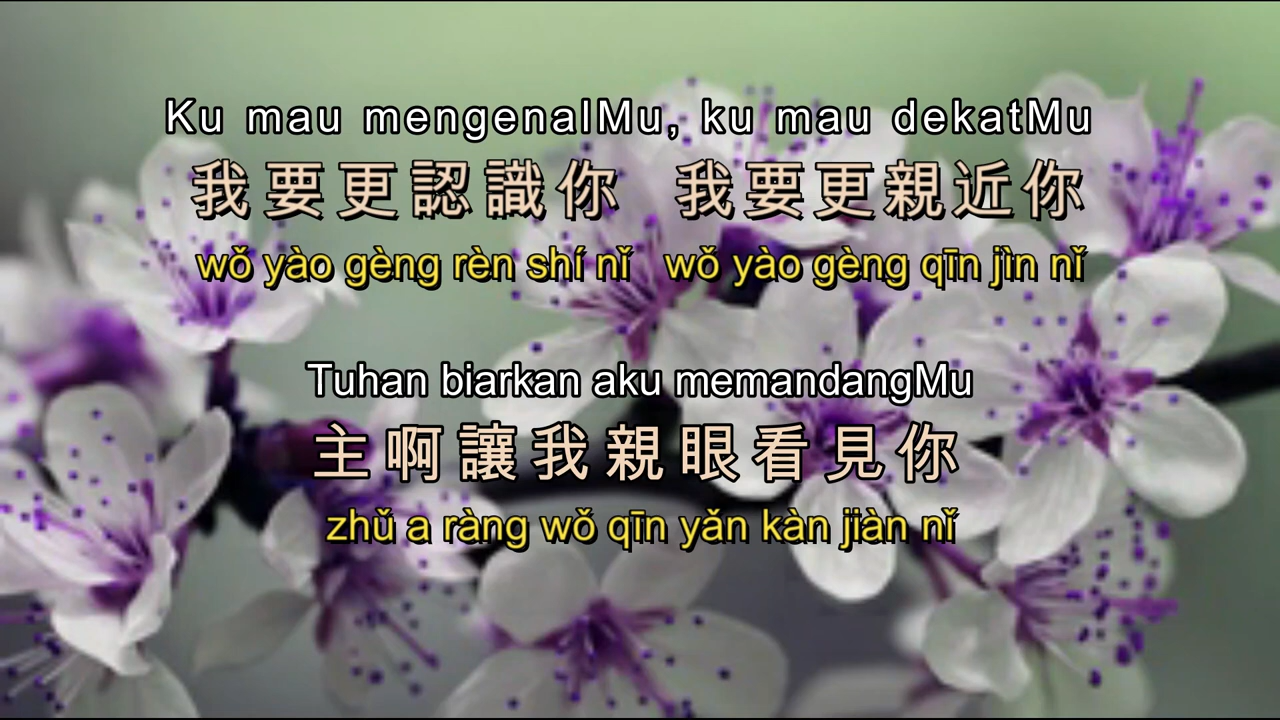 Ku mau mengenalMu, ku mau dekatMu
我要更認識你 我要更親近你
wǒ yào gèng rèn shí nǐ wǒ yào gèng qīn jìn nǐ
Tuhan biarkan aku memandangMu
主啊讓我親眼看見你
zhǔ a ràng wǒ qīn yǎn kàn jiàn nǐ